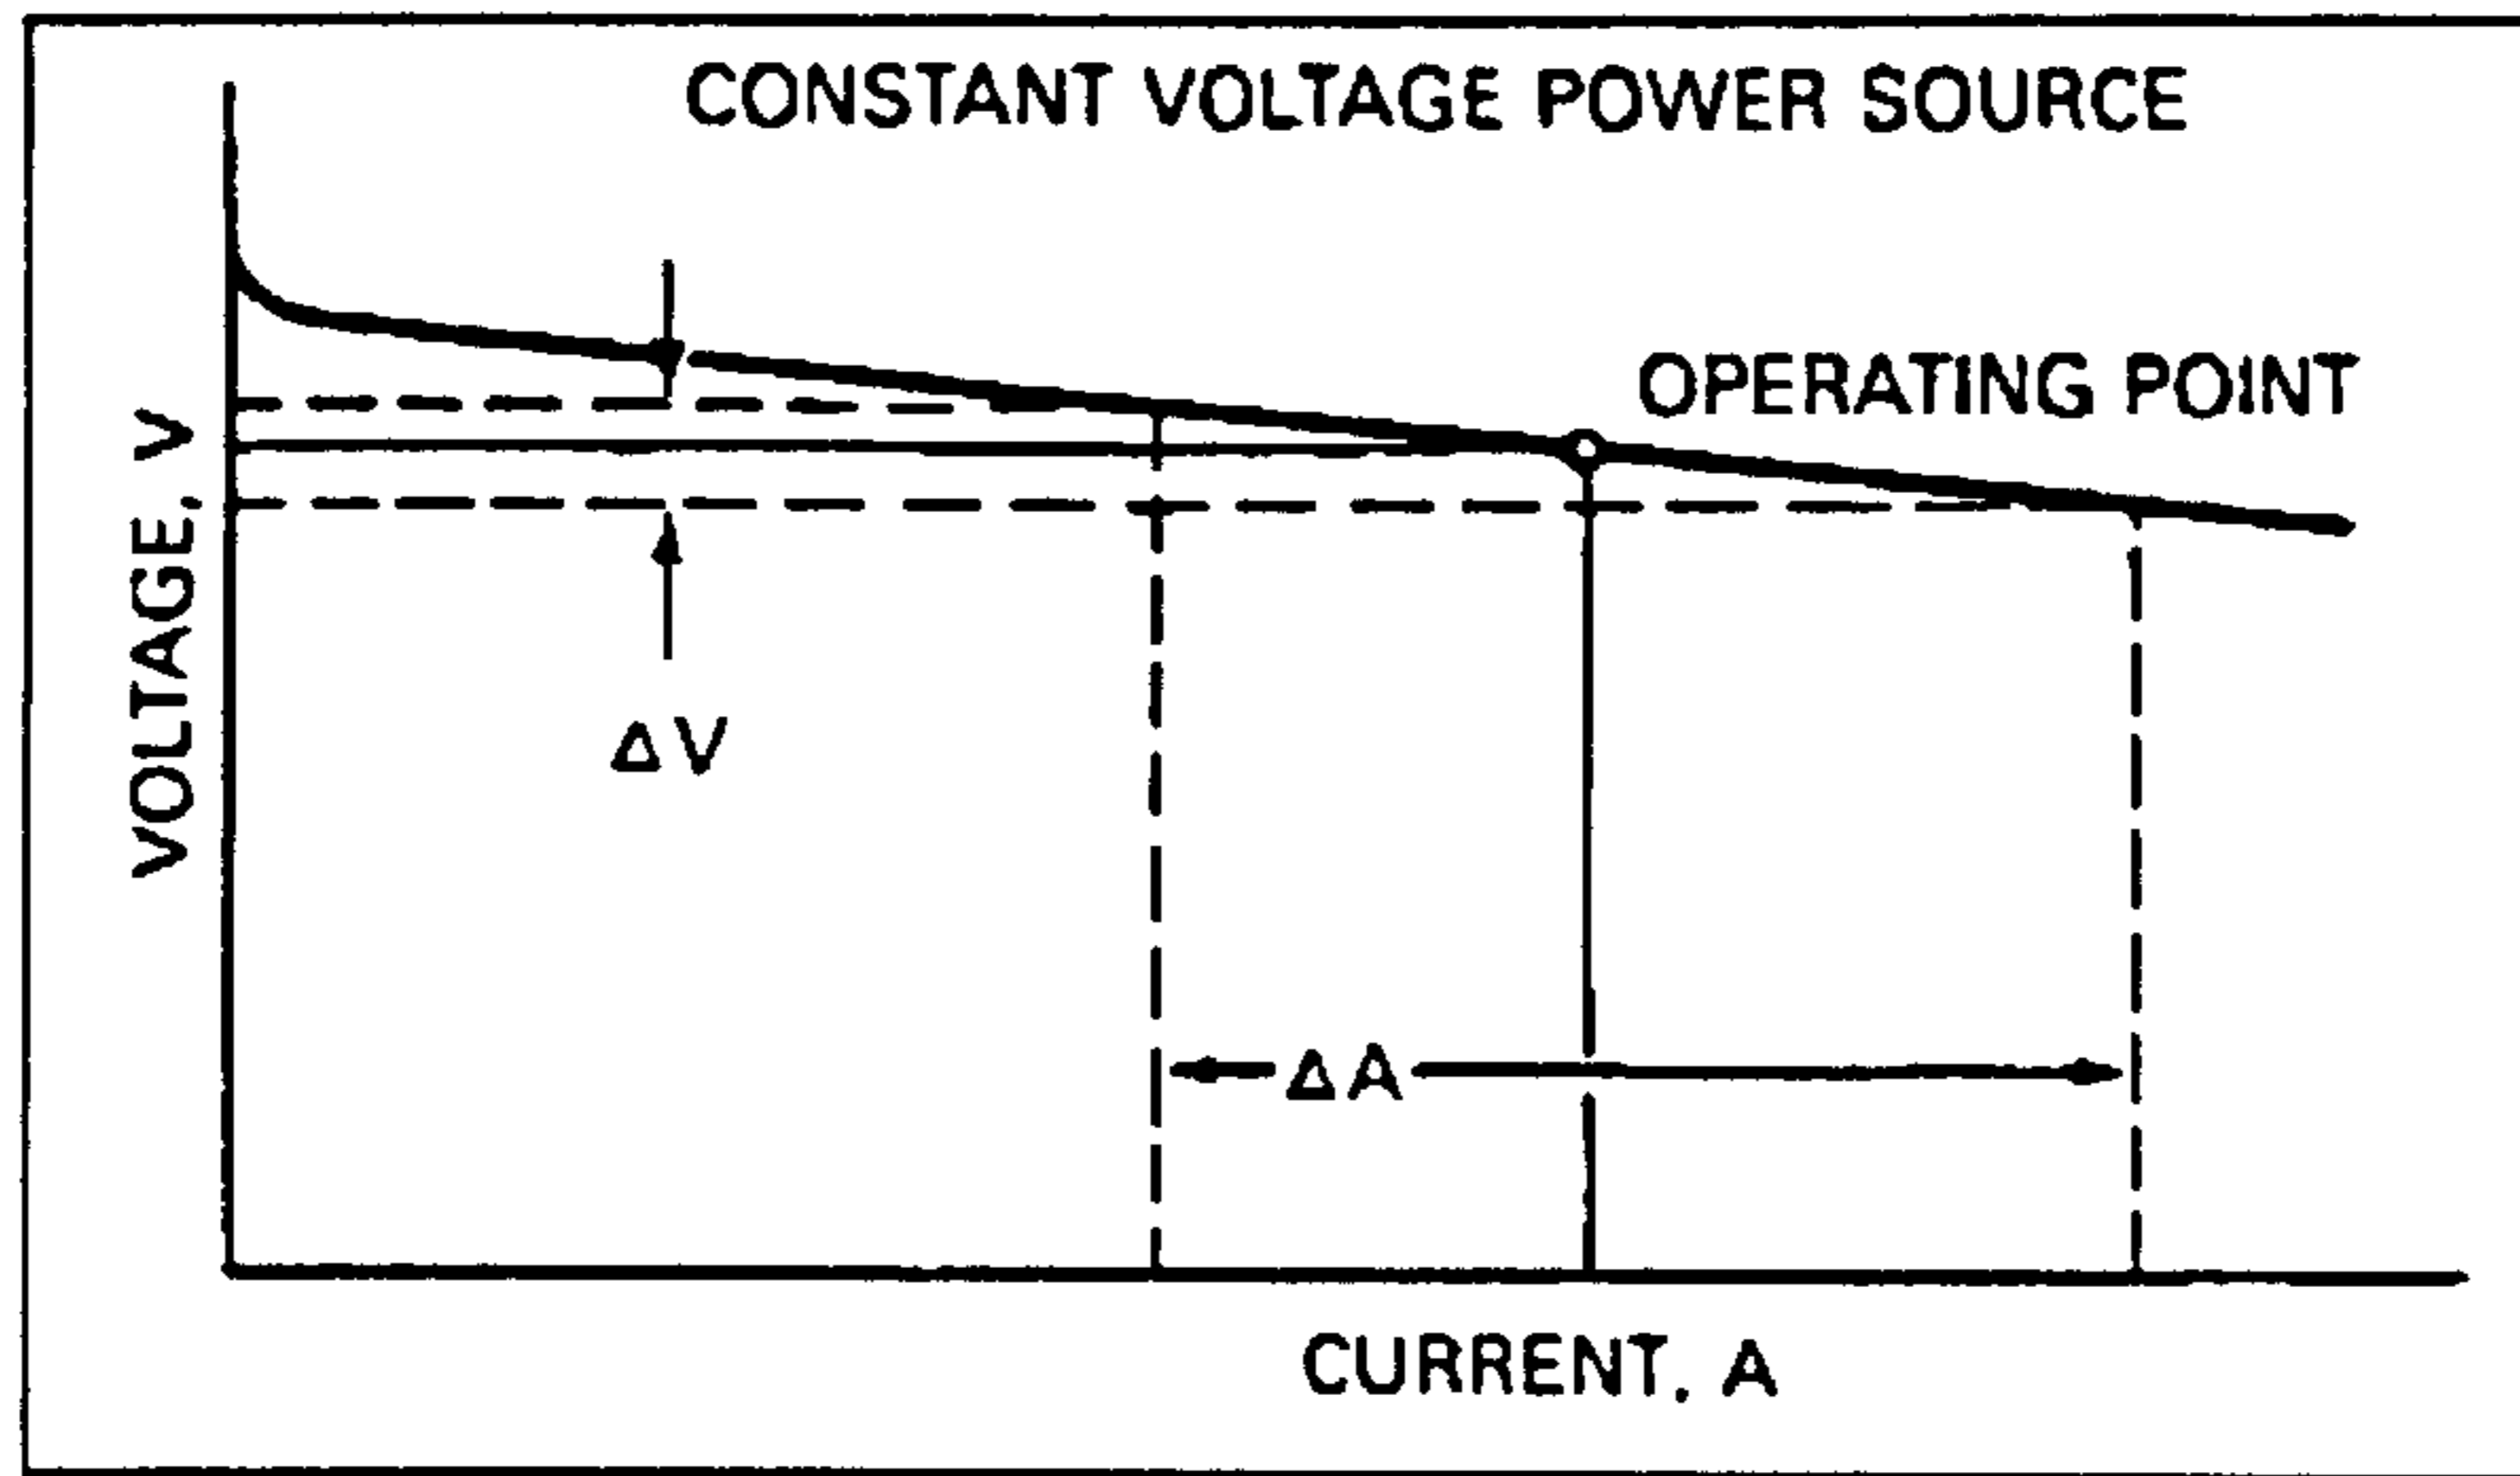 CONSTANT VOLTAGE POWER SOURCE
OPERATING POINT
VOLTAGE, V
ΔV
ΔA
CURRENT, A